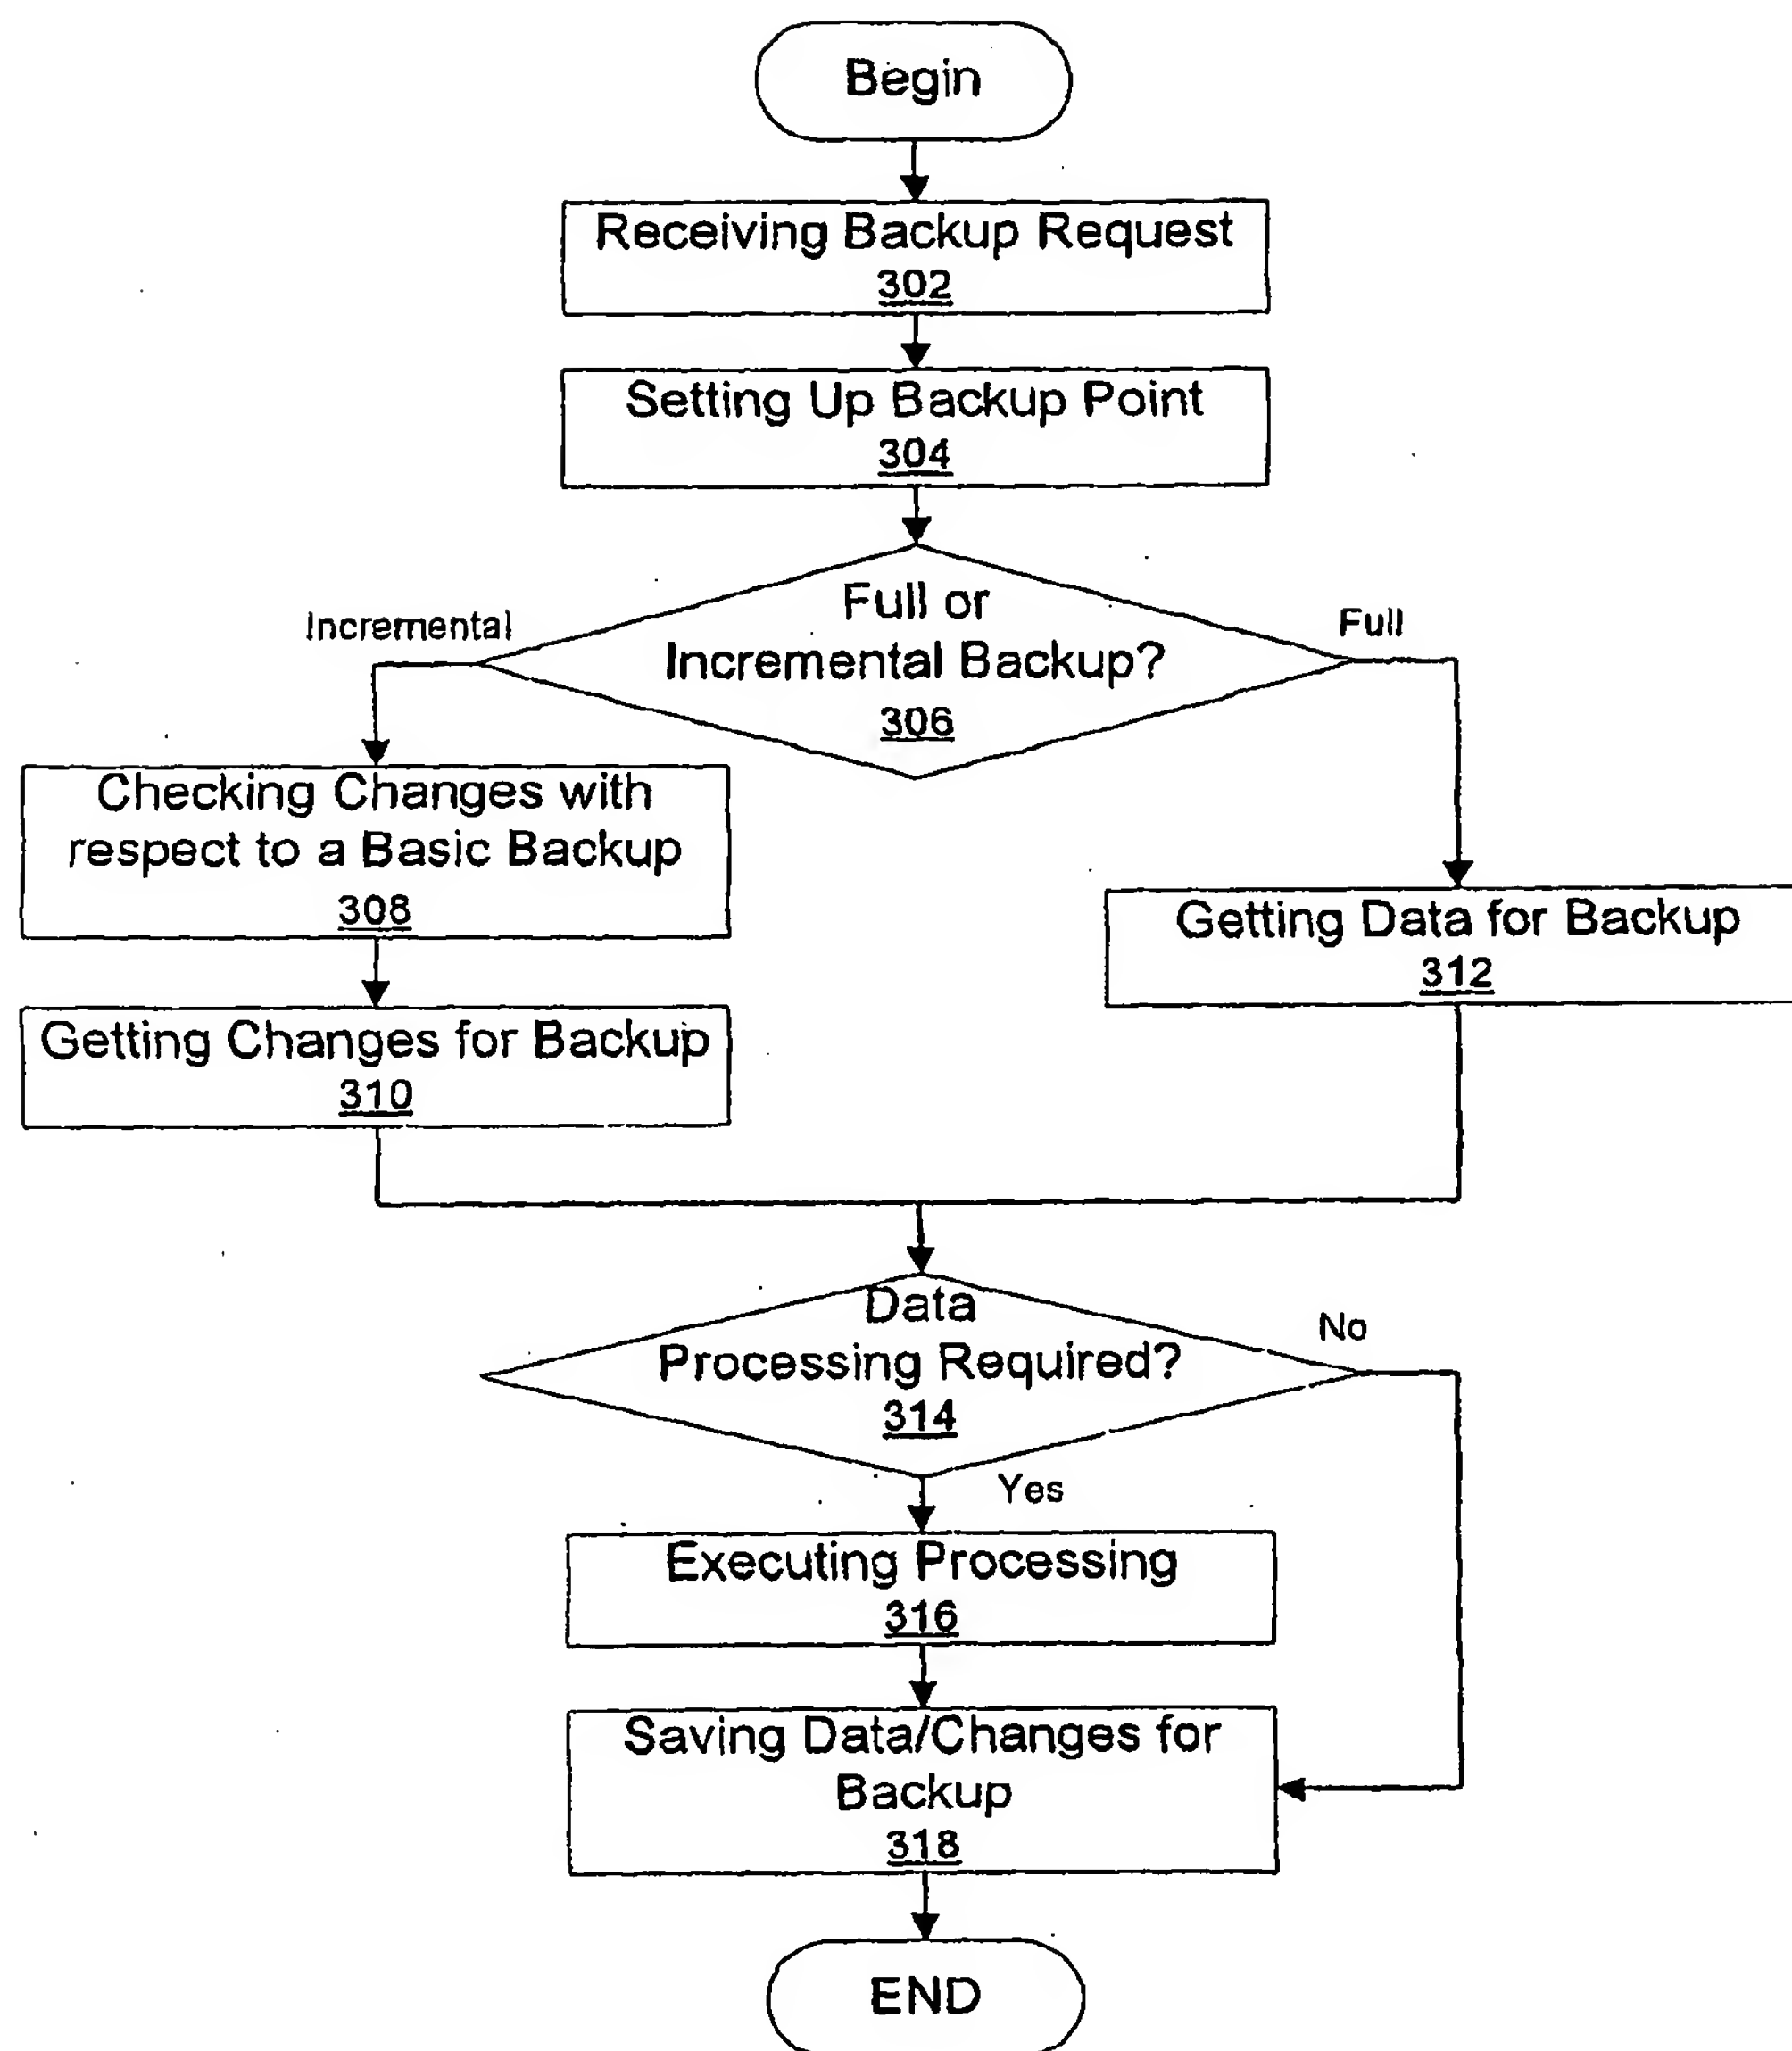 Begin
Receiving Backup Request
302
Setting Up Backup Point
304
Full or
Incremental Backup?
306
Incremental
Full
Checking Changes with
respect to a Basic Backup
308
Getting Changes for Backup
310
Getting Data for Backup
312
Data
Processing Required?
314
No
Yes
Executing Processing
316
Saving Data/Changes for
Backup
318
END